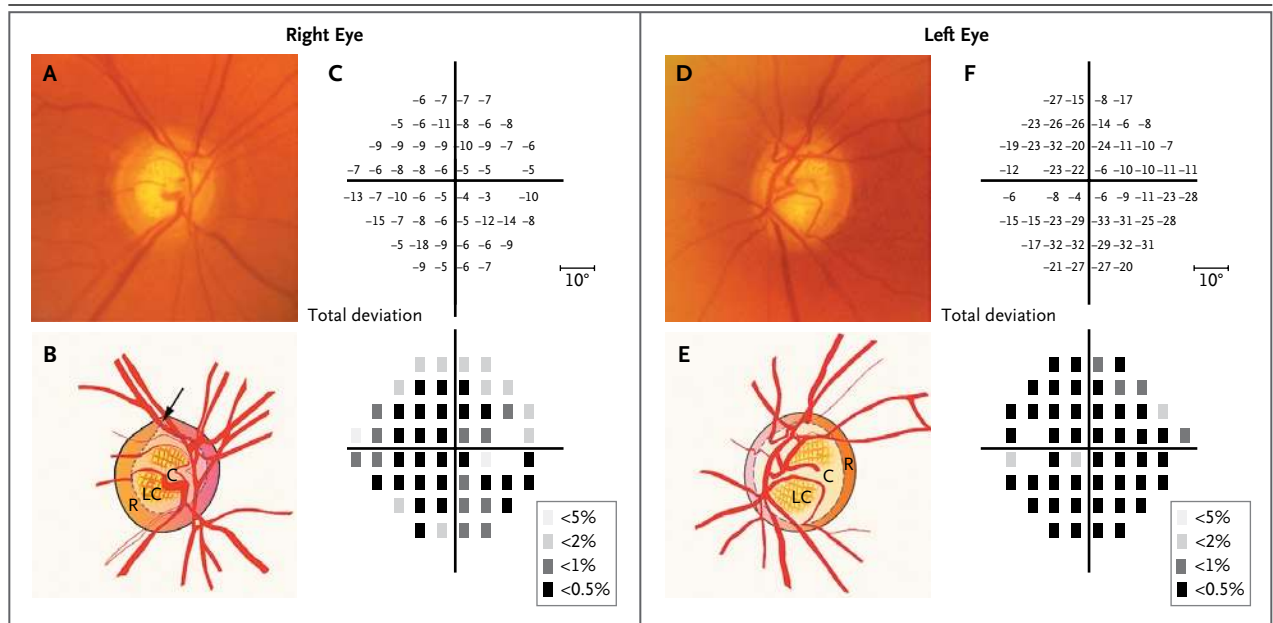 Right Eye
A
C
–6 –7 –7 –7
–5 –6 –11 –8 –6 –8
–9 –9 –9 –9 –10 –9 –7 –6
–7 –6 –8 –8 –6 –5 –5 –5
–13 –7 –10 –6 –5 –4 –3 –10
–15 –7 –8 –6 –5 –12 –14 –8
–5 –18 –9 –6 –6 –9
–9 –5 –6 –7
10°
Total deviation
B
C
LC
R
<5%
<2%
<1%
<0.5%
Left Eye
D
F
–27 –15 –8 –17
–23 –26 –26 –14 –6 –8
–19 –23 –32 –20 –24 –11 –10 –7
–12 –23 –22 –6 –10 –10 –11 –11
–6 –8 –4 –6 –9 –11 –23 –28
–15 –15 –23 –29 –33 –31 –25 –28
–17 –32 –32 –29 –32 –31
–21 –27 –27 –20
10°
Total deviation
E
R
C
LC
<5%
<2%
<1%
<0.5%